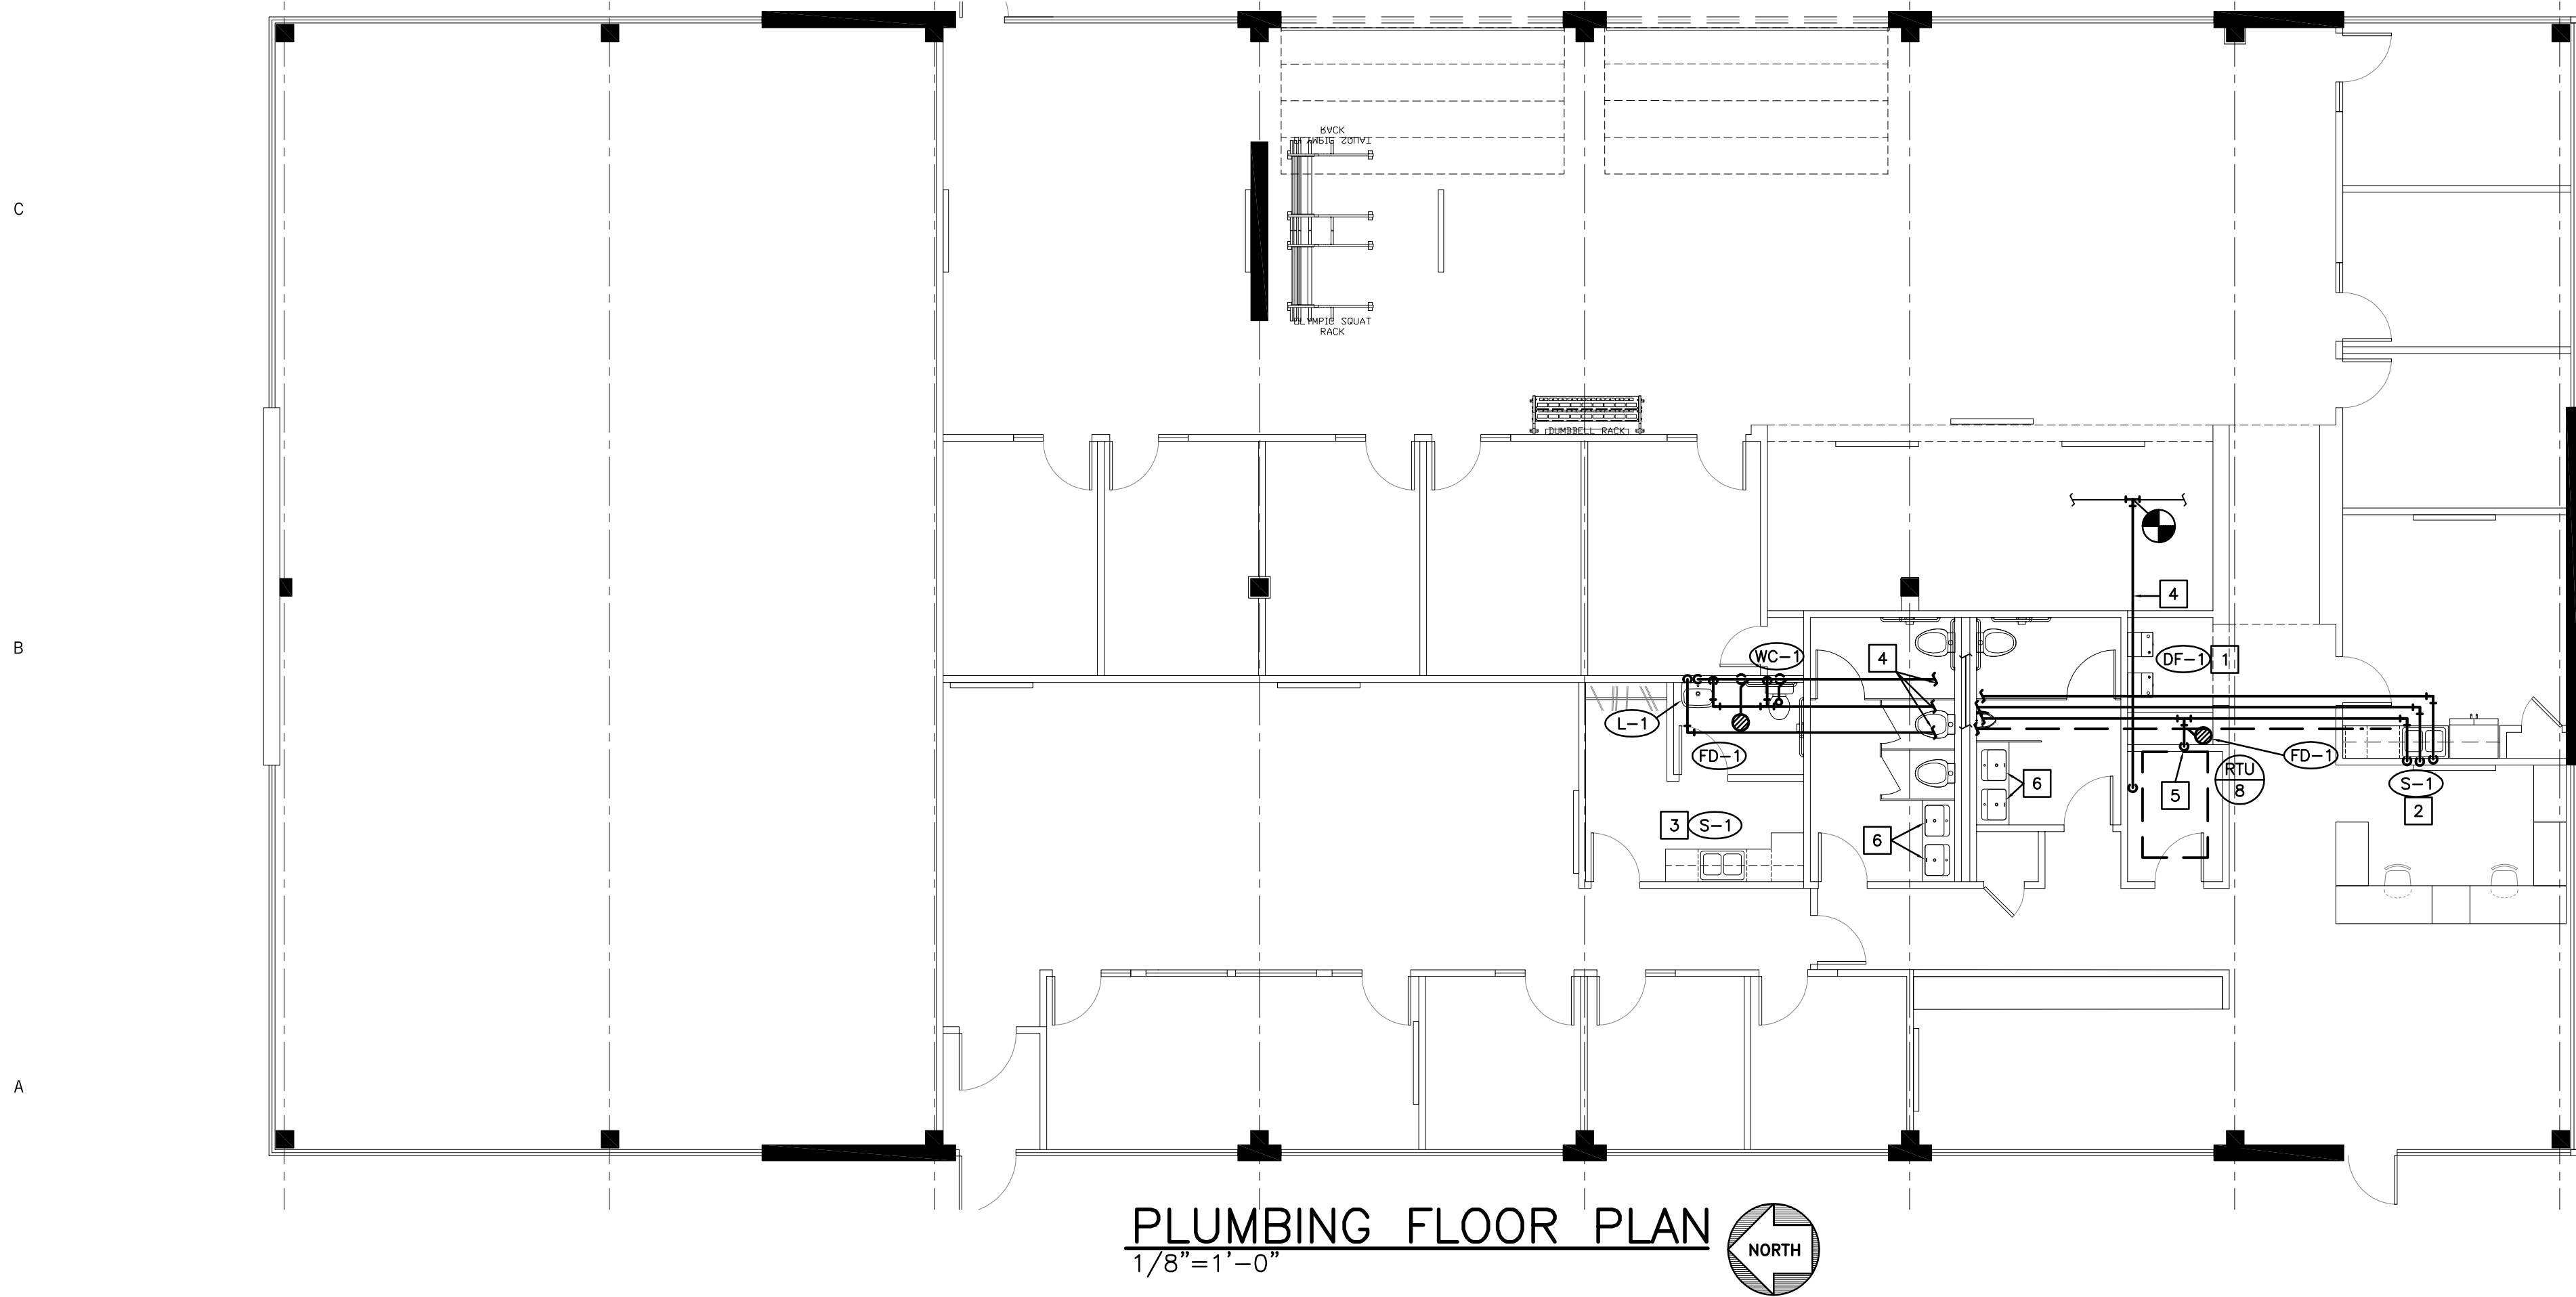 RACK
OLYMPIC SQUAT
C
OLYMPIC SQUAT
RACK
DUMBBELL RACK
4
B
WC-1
4
DF-1 1
L-1
FD-1
FD-1
RTU
8
S-1
2
5
6
3 S-1
6
A
PLUMBING FLOOR PLAN
1/8"=1'-0"
NORTH